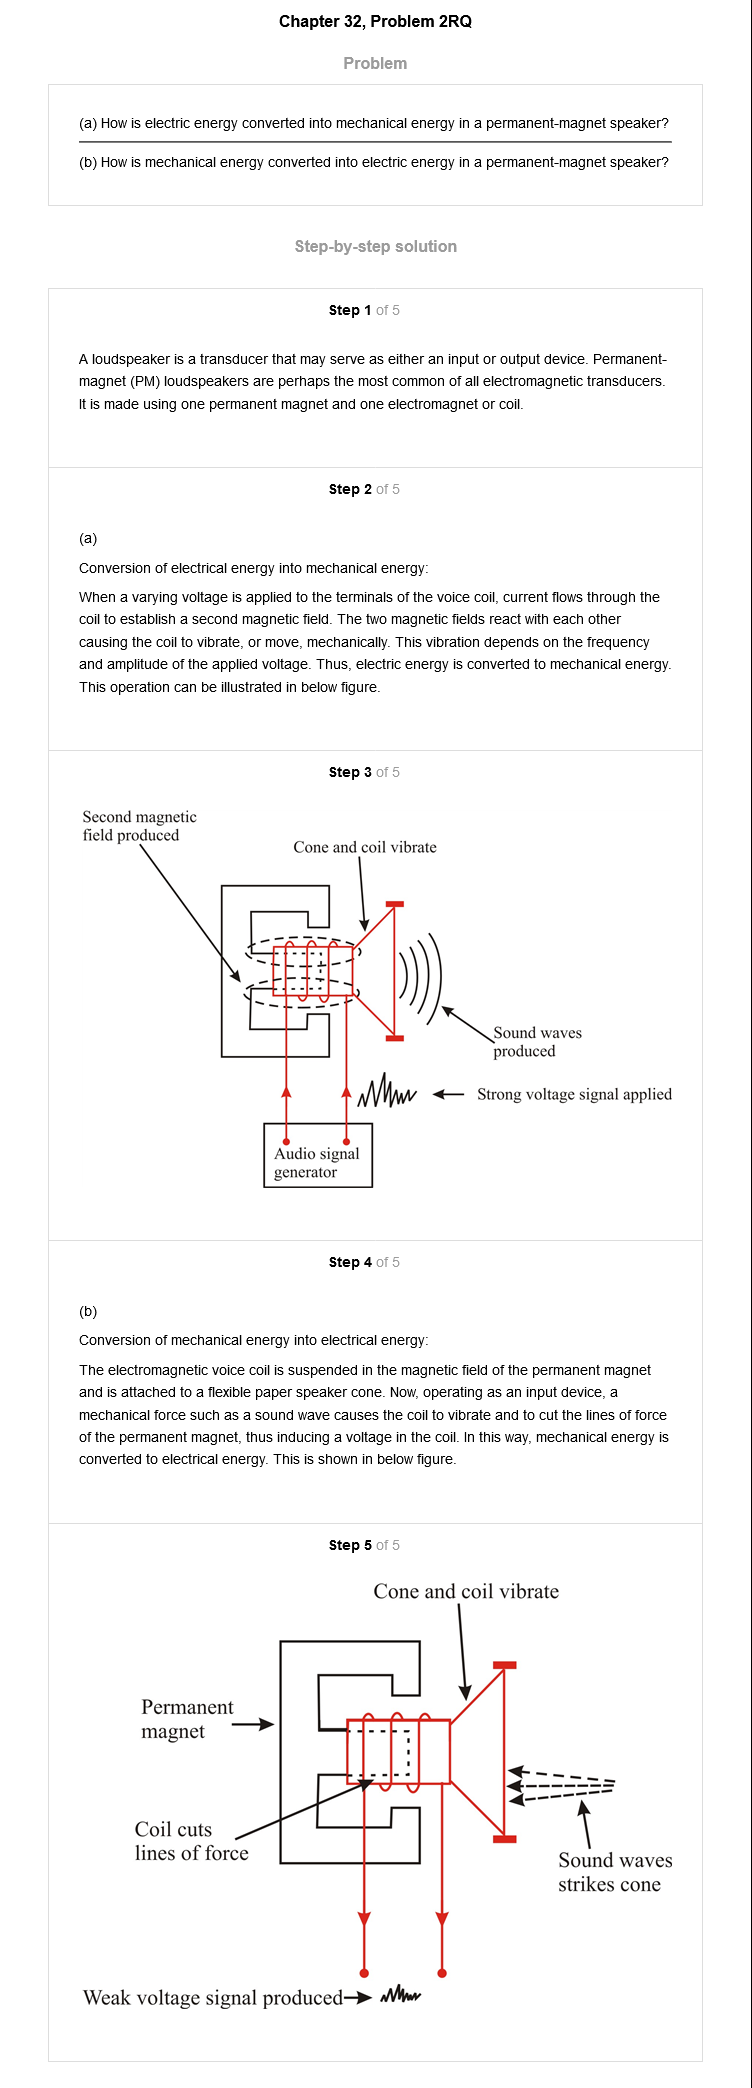 Chapter 32, Problem 2RQ
Problem
(a) How is electric energy converted into mechanical energy in a permanent-magnet speaker?
(b) How is mechanical energy converted into electric energy in a permanent-magnet speaker?
Step-by-step solution
Step 1 of 5
A loudspeaker is a transducer that may serve as either an input or output device. Permanent-
magnet (PM) loudspeakers are perhaps the most common of all electromagnetic transducers.
It is made using one permanent magnet and one electromagnet or coil.
Step 2 of 5
(a)
Conversion of electrical energy into mechanical energy:
When a varying voltage is applied to the terminals of the voice coil, current flows through the
coil to establish a second magnetic field. The two magnetic fields react with each other
causing the coil to vibrate, or move, mechanically. This vibration depends on the frequency
and amplitude of the applied voltage. Thus, electric energy is converted to mechanical energy.
This operation can be illustrated in below figure.
Step 3 of 5
Second magnetic
field produced
Cone and coil vibrate
Sound waves
produced
Strong voltage signal applied
Audio signal
generator
Step 4 of 5
(b)
Conversion of mechanical energy into electrical energy:
The electromagnetic voice coil is suspended in the magnetic field of the permanent magnet
and is attached to a flexible paper speaker cone. Now, operating as an input device, a
mechanical force such as a sound wave causes the coil to vibrate and to cut the lines of force
of the permanent magnet, thus inducing a voltage in the coil. In this way, mechanical energy is
converted to electrical energy. This is shown in below figure.
Step 5 of 5
Cone and coil vibrate
Permanent
magnet
Coil cuts
lines of force
Sound waves
strikes cone
Weak voltage signal produced